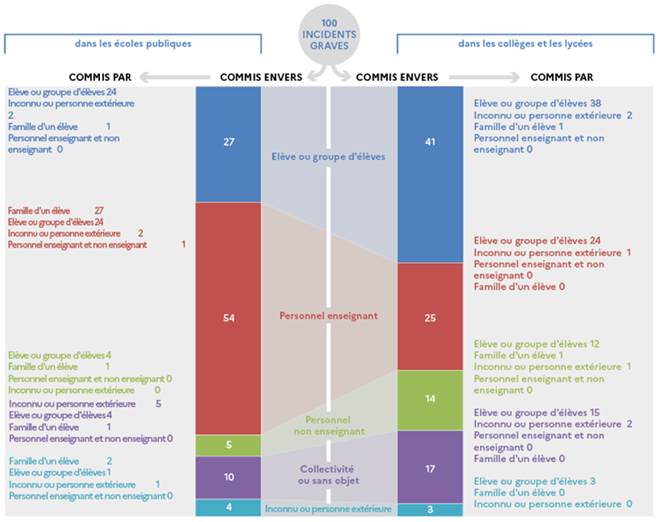 100
INCIDENTS
GRAVES
dans les écoles publiques
dans les collèges et les lycées
COMMIS PAR
COMMIS ENVERS
COMMIS ENVERS
COMMIS PAR
Elève ou groupe d'élèves 24
Inconnu ou personne extérieure
2
Famille d'un élève 1
Personnel enseignant et non
enseignant 0
27
Elève ou groupe d'élèves
41
Elève ou groupe d'élèves 38
Inconnu ou personne extérieure 2
Famille d'un élève 1
Personnel enseignant et non enseignant
0
Famille d'un élève 27
Elève ou groupe d'élèves 24
Inconnu ou personne extérieure 2
Personnel enseignant et non enseignant 1
54
Personnel enseignant
25
Elève ou groupe d'élèves 24
Inconnu ou personne extérieure 1
Personnel enseignant et non
enseignant 0
Famille d'un élève 0
Elève ou groupe d'élèves 4
Famille d'un élève 1
Personnel enseignant et non enseignant 0
Inconnu ou personne extérieure 0
5
Personnel
non enseignant
14
Elève ou groupe d'élèves 12
Famille d'un élève 1
Inconnu ou personne extérieure 1
Personnel enseignant et non enseignant
0
Inconnu ou personne extérieure 5
Elève ou groupe d'élèves 4
Famille d'un élève 1
Personnel enseignant et non enseignant 0
10
Collectivité
ou sans objet
17
Elève ou groupe d'élèves 15
Inconnu ou personne extérieure 2
Personnel enseignant et non enseignant
0
Famille d'un élève 0
Famille d'un élève 2
Elève ou groupe d'élèves 1
Inconnu ou personne extérieure 1
Personnel enseignant et non enseignant 0
4
Inconnu ou personne extérieure
3
Elève ou groupe d'élèves 3
Famille d'un élève 0
Inconnu ou personne extérieure 0